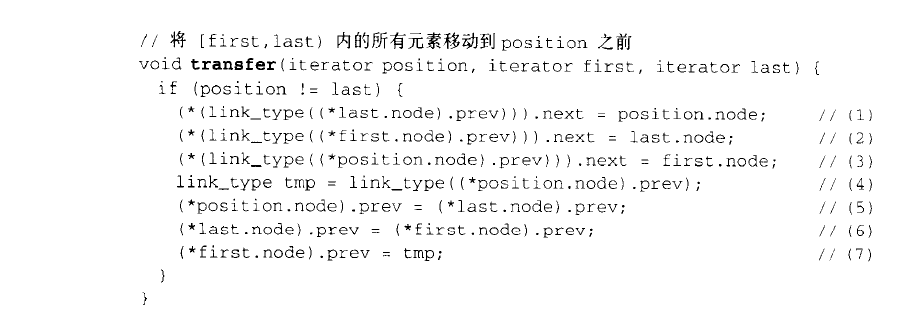 // 将 [first,last) 内的所有元素移动到 position 之前
void transfer(iterator position, iterator first, iterator last) {
  if (position != last) {
    (*(link_type((*last.node).prev))).next = position.node;     // (1)
    (*(link_type((*first.node).prev))).next = last.node;        // (2)
    (*(link_type((*position.node).prev))).next = first.node;    // (3)
    link_type tmp = link_type((*position.node).prev);           // (4)
    (*position.node).prev = (*last.node).prev;                  // (5)
    (*last.node).prev = (*first.node).prev;                     // (6)
    (*first.node).prev = tmp;                                   // (7)
  }
}